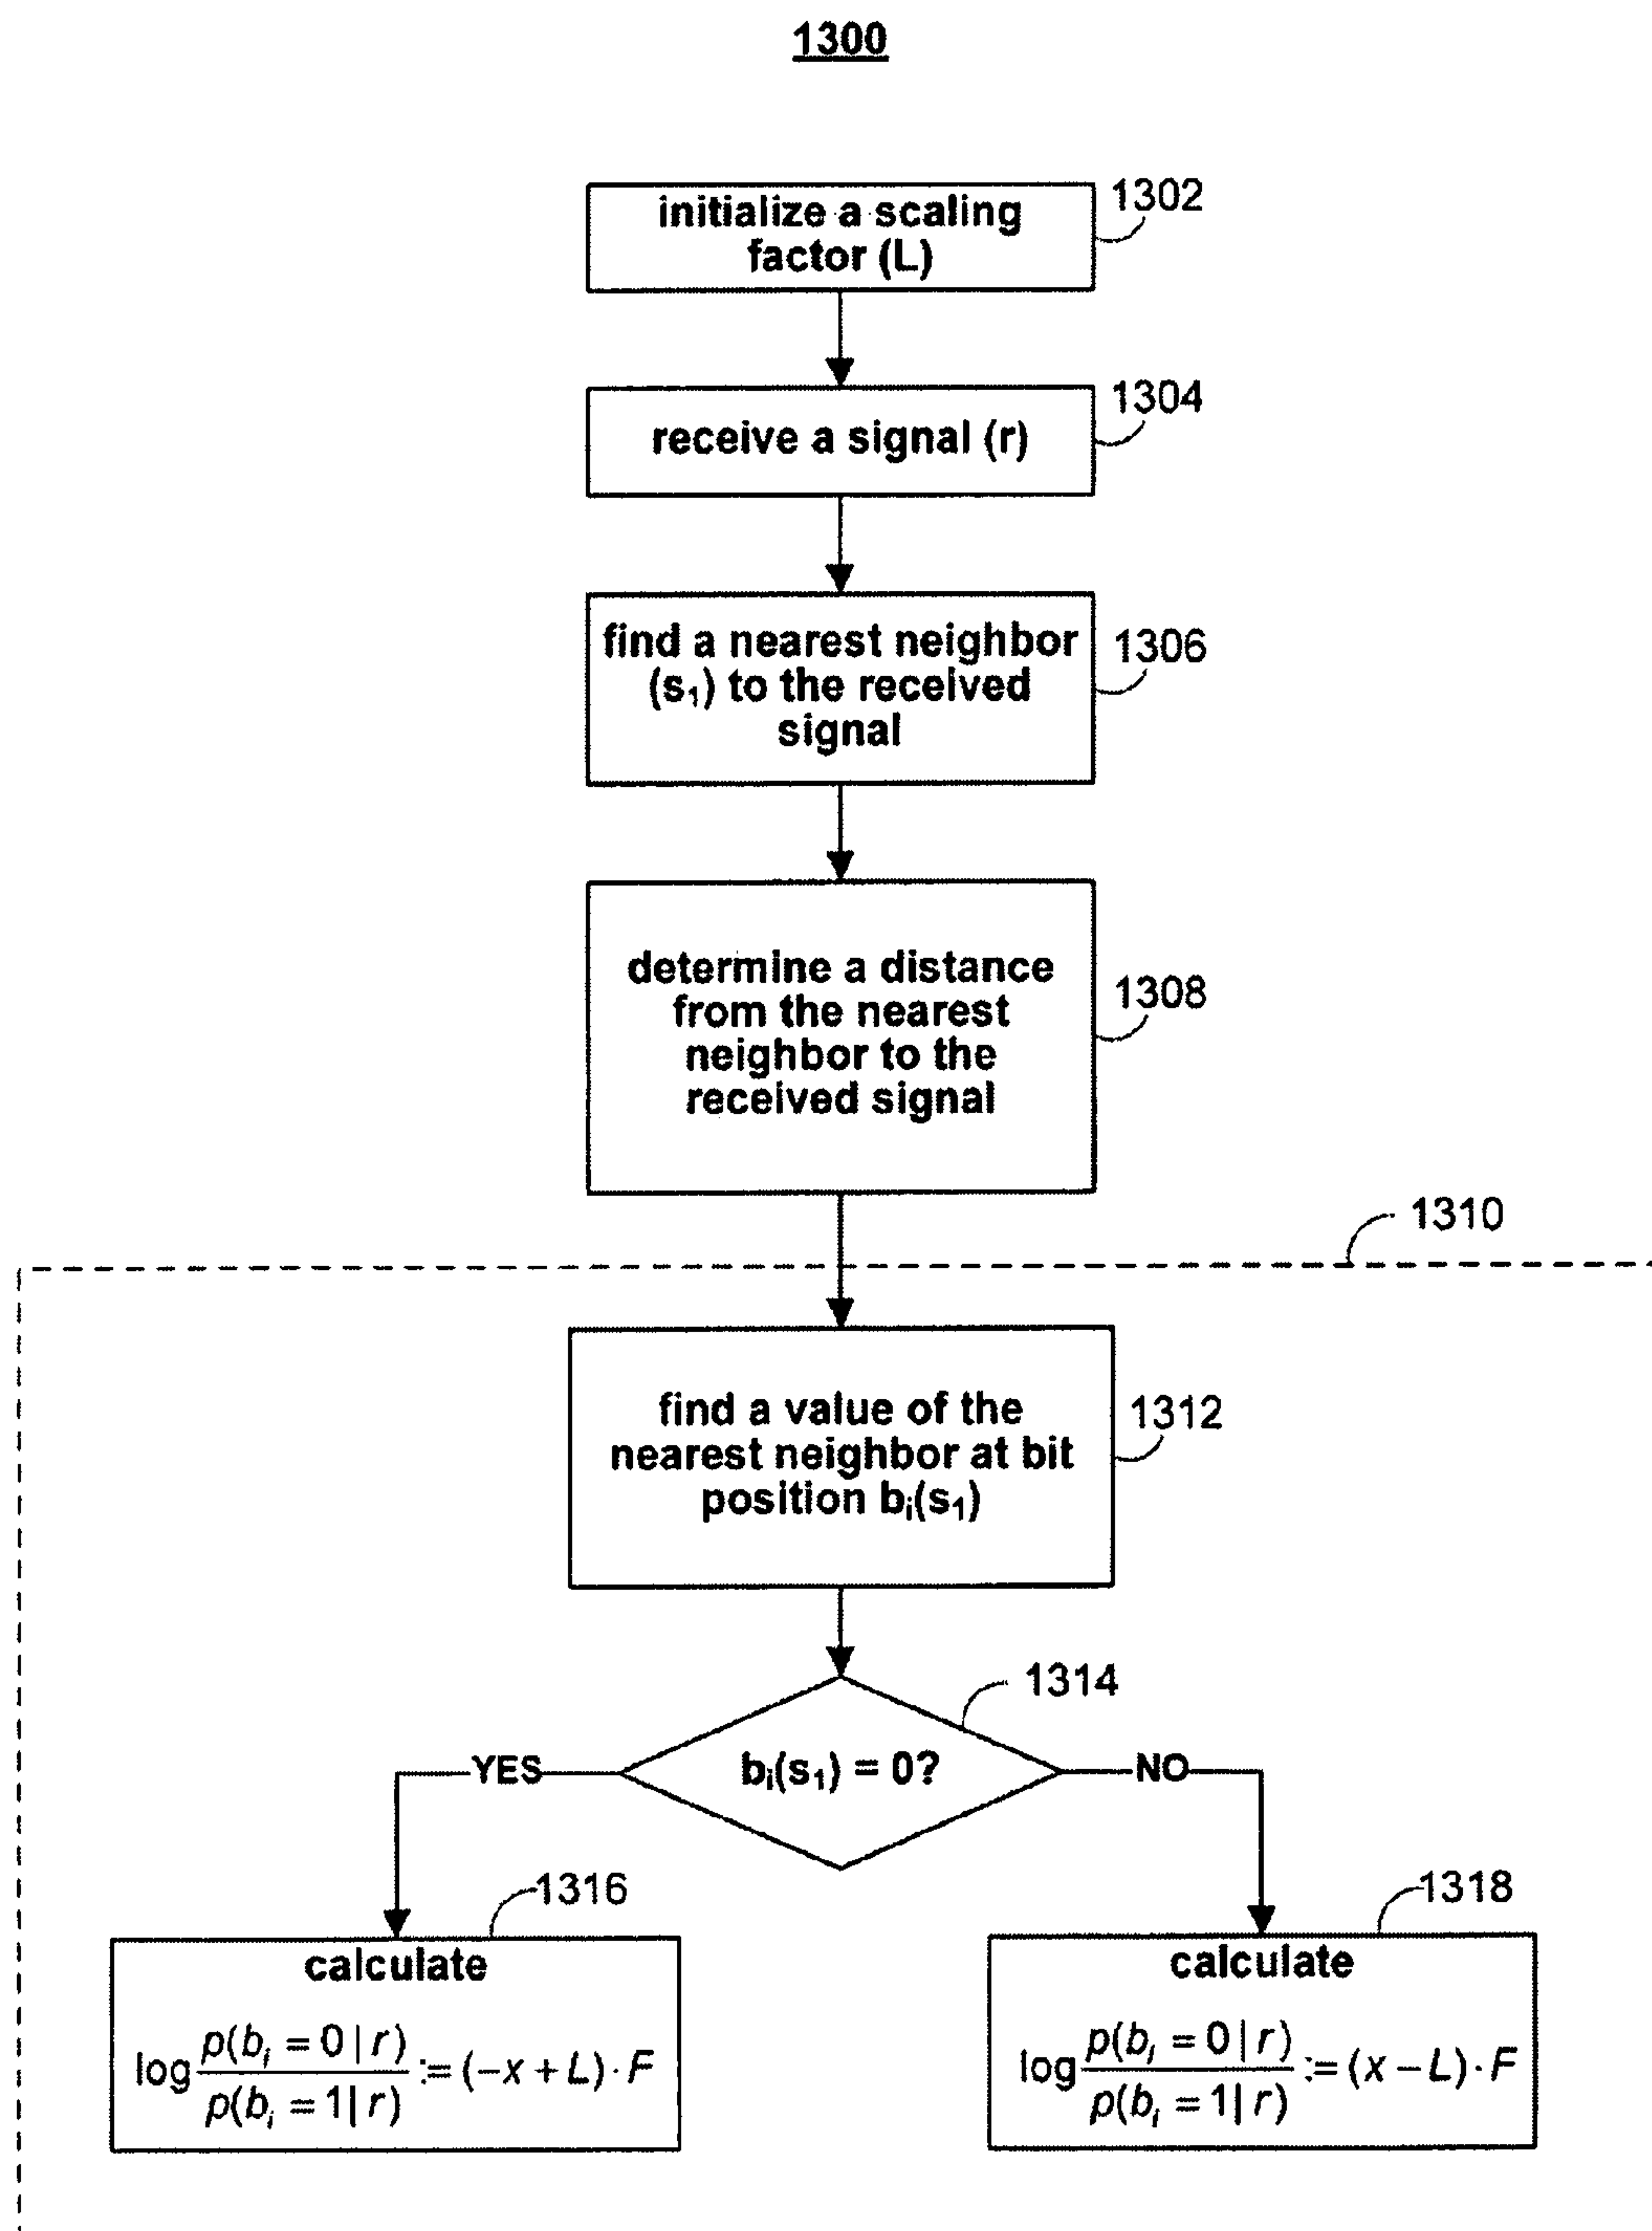 1300
initialize a scaling
factor (L)
1302
receive a signal (r)
1304
find a nearest neighbor
(s₁) to the received
signal
1306
determine a distance
from the nearest
neighbor to the
received signal
1308
1310
find a value of the
nearest neighbor at bit
position bᵢ(s₁)
1312
1314
bᵢ(s₁) = 0?
YES
NO
1316
calculate
log p(bᵢ = 0 | r) / p(bᵢ = 1 | r) := (-x + L) · F
1318
calculate
log p(bᵢ = 0 | r) / p(bᵢ = 1 | r) := (x - L) · F